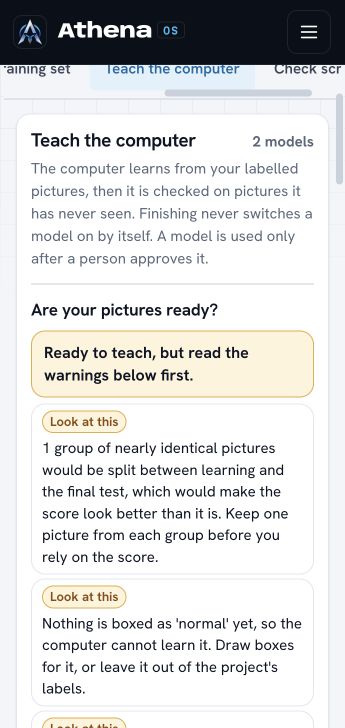 Athena OS
aining set Teach the computer Check scr
Teach the computer 2 models
The computer learns from your labelled
pictures, then it is checked on pictures it
has never seen. Finishing never switches a
model on by itself. A model is used only
after a person approves it.
Are your pictures ready?
Ready to teach, but read the
warnings below first.
Look at this
1 group of nearly identical pictures
would be split between learning and
the final test, which would make the
score look better than it is. Keep one
picture from each group before you
rely on the score.
Look at this
Nothing is boxed as 'normal' yet, so the
computer cannot learn it. Draw boxes
for it, or leave it out of the project's
labels.
Look at this